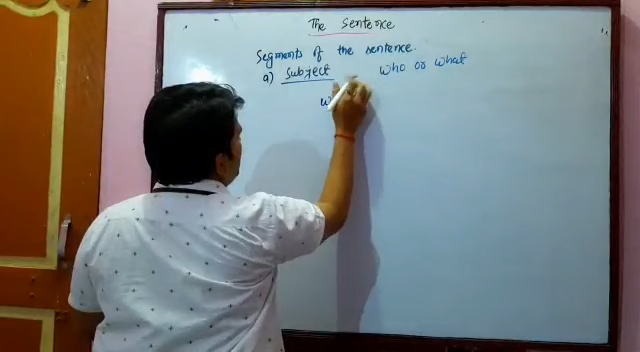 The Sentence
Segments of the sentence.
a) Subject who or what
w